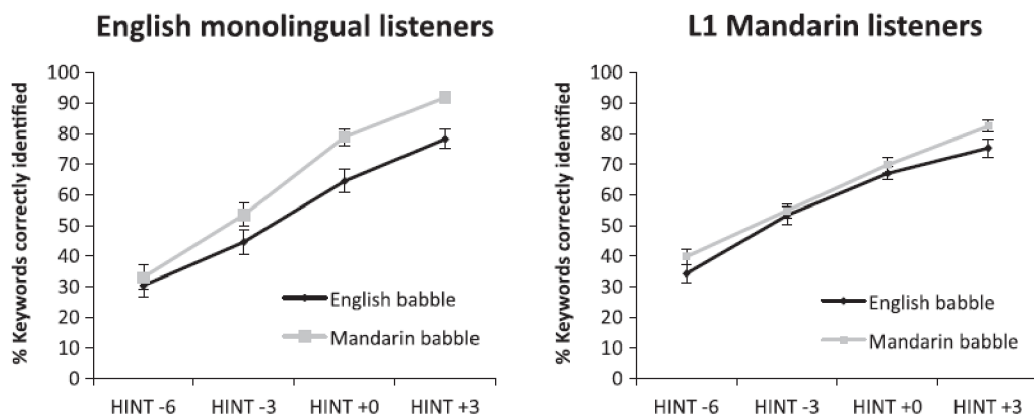 English monolingual listeners
% Keywords correctly identified
100
90
80
70
60
50
40
30
20
10
0
English babble
Mandarin babble
HINT -6 HINT -3 HINT +0 HINT +3
L1 Mandarin listeners
% Keywords correctly identified
100
90
80
70
60
50
40
30
20
10
0
English babble
Mandarin babble
HINT -6 HINT -3 HINT +0 HINT +3